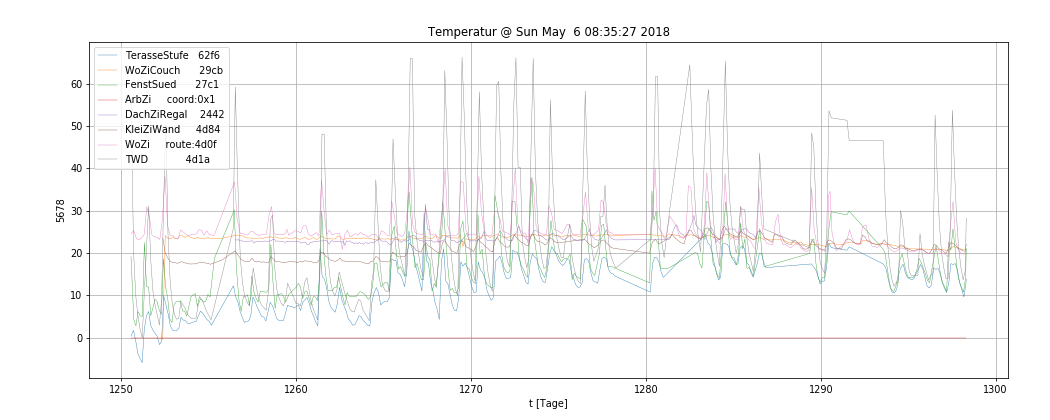 Temperatur @ Sun May  6 08:35:27 2018
TerasseStufe   62f6
WoZiCouch      29cb
FenstSued      27c1
ArbZi     coord:0x1
DachZiRegal    2442
KleiZiWand     4d84
WoZi     route:4d0f
TWD            4d1a
60
50
40
30
20
10
0
5678
1250 1260 1270 1280 1290 1300
t [Tage]